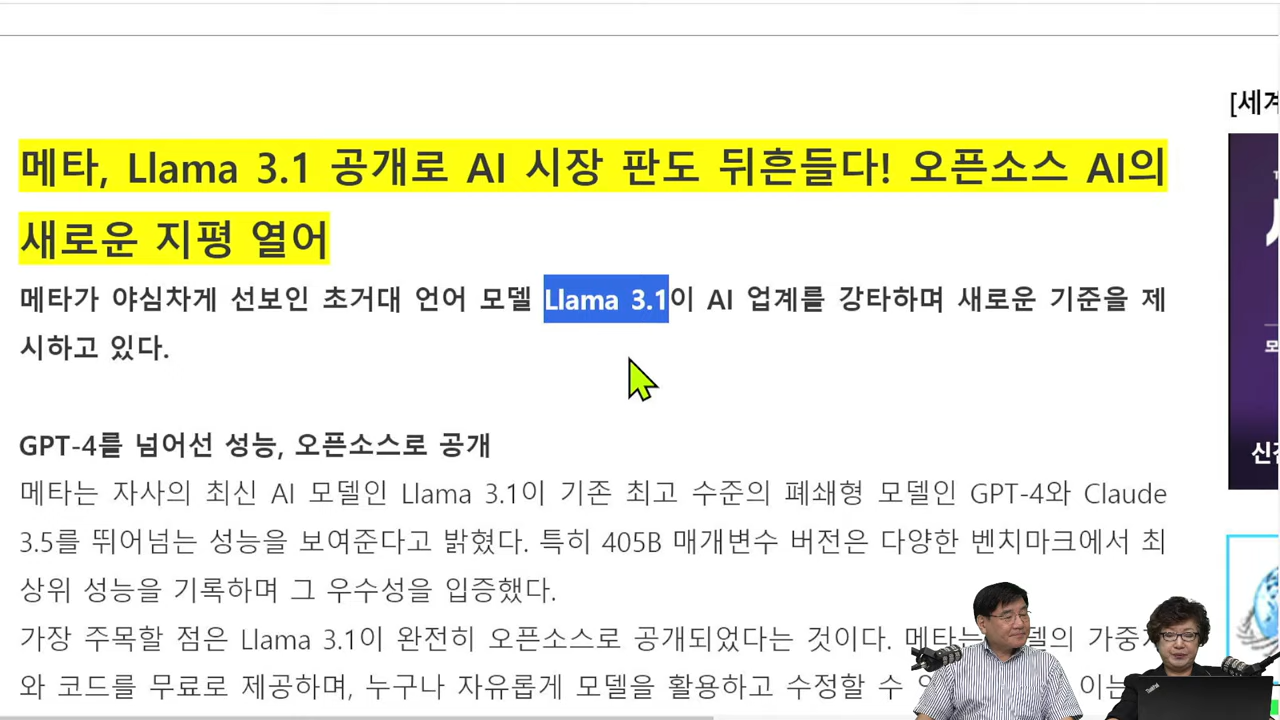 [세계
메타, Llama 3.1 공개로 AI 시장 판도 뒤흔들다! 오픈소스 AI의
새로운 지평 열어
메타가 야심차게 선보인 초거대 언어 모델 Llama 3.1이 AI 업계를 강타하며 새로운 기준을 제
시하고 있다.
GPT-4를 넘어선 성능, 오픈소스로 공개
메타는 자사의 최신 AI 모델인 Llama 3.1이 기존 최고 수준의 폐쇄형 모델인 GPT-4와 Claude
3.5를 뛰어넘는 성능을 보여준다고 밝혔다. 특히 405B 매개변수 버전은 다양한 벤치마크에서 최
상위 성능을 기록하며 그 우수성을 입증했다.
가장 주목할 점은 Llama 3.1이 완전히 오픈소스로 공개되었다는 것이다. 메타는 모델의 가중치
와 코드를 무료로 제공하며, 누구나 자유롭게 모델을 활용하고 수정할 수 이는
ThinkPad